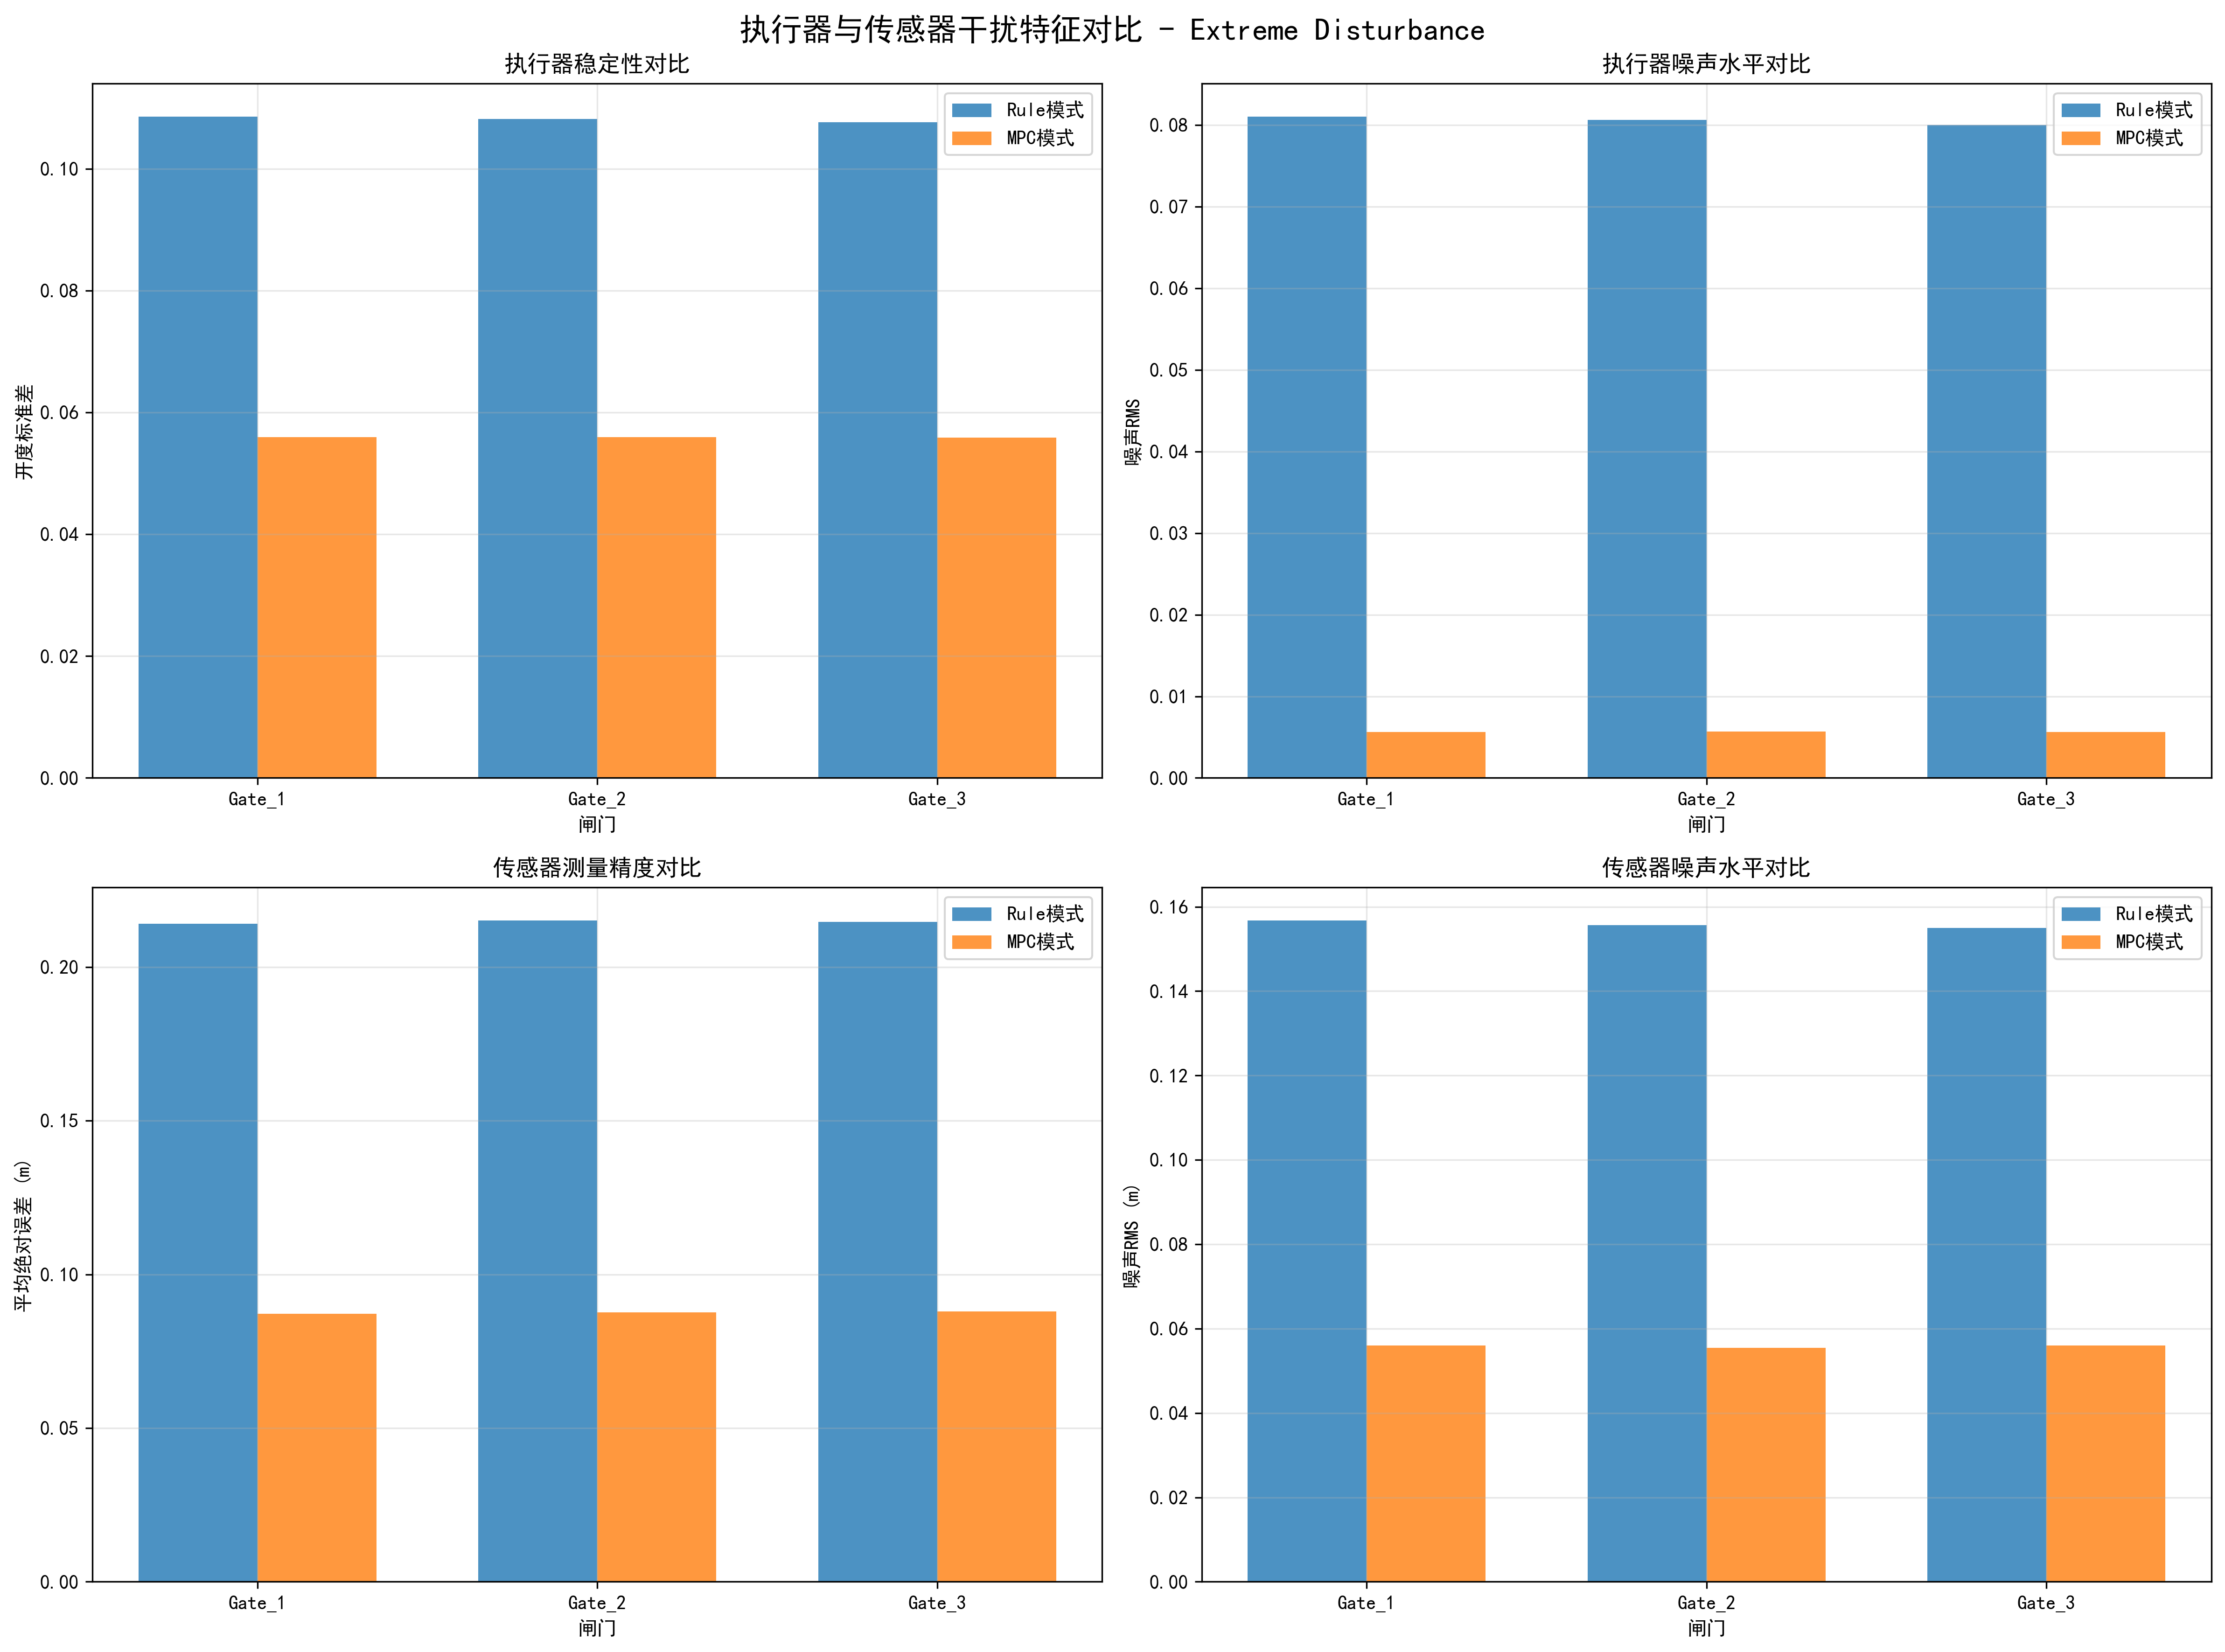 执行器与传感器干扰特征对比 - Extreme Disturbance
执行器稳定性对比
开度标准差
0.10
0.08
0.06
0.04
0.02
0.00
Rule模式
MPC模式
Gate_1
Gate_2
Gate_3
闸门
执行器噪声水平对比
噪声RMS
0.08
0.07
0.06
0.05
0.04
0.03
0.02
0.01
0.00
Rule模式
MPC模式
Gate_1
Gate_2
Gate_3
闸门
传感器测量精度对比
平均绝对误差 (m)
0.20
0.15
0.10
0.05
0.00
Rule模式
MPC模式
Gate_1
Gate_2
Gate_3
闸门
传感器噪声水平对比
噪声RMS (m)
0.16
0.14
0.12
0.10
0.08
0.06
0.04
0.02
0.00
Rule模式
MPC模式
Gate_1
Gate_2
Gate_3
闸门